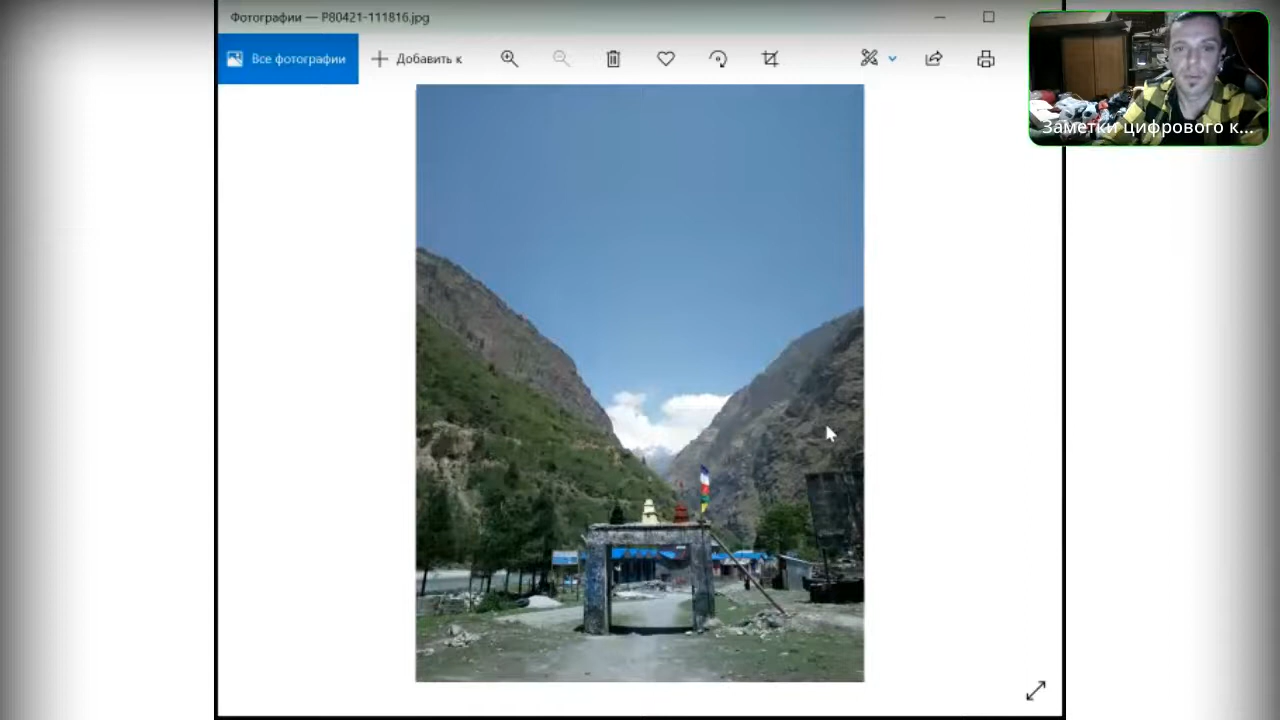 Фотографии — P80421-111816.jpg
Все фотографии
Добавить к
Заметки цифрового к...